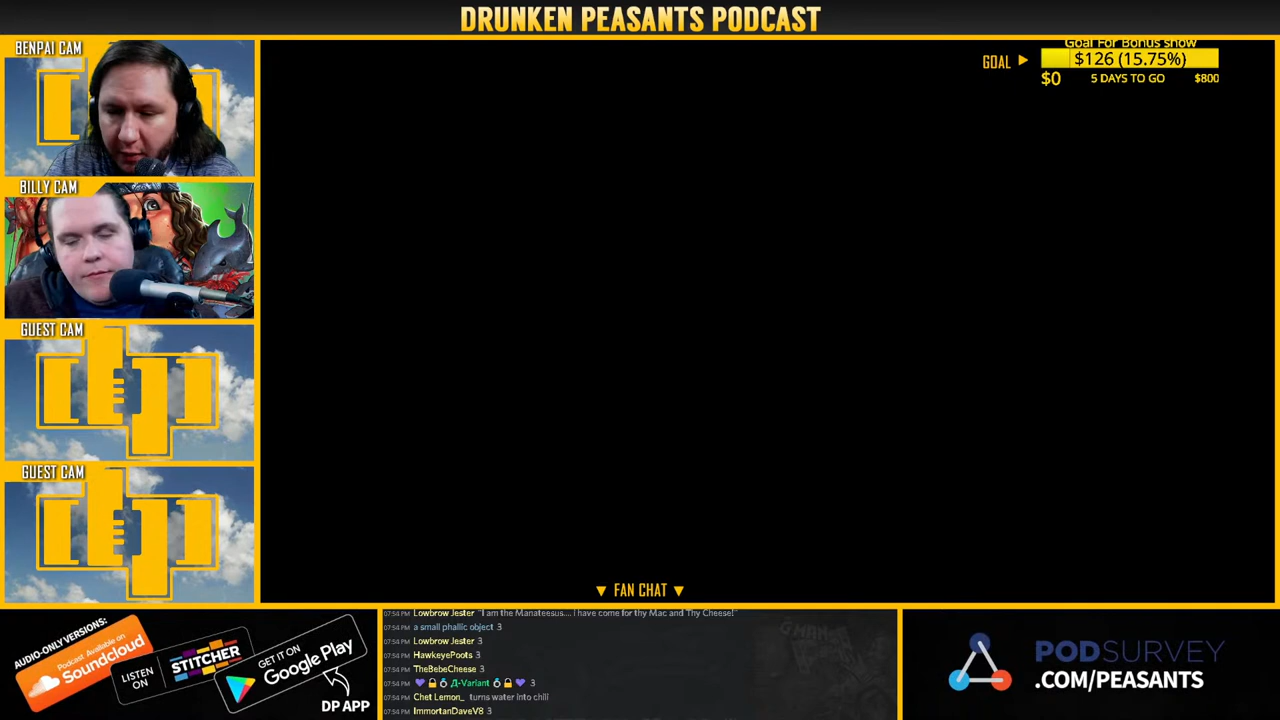 DRUNKEN PEASANTS PODCAST
BENPAI CAM
Goal For Bonus show
GOAL ▶ $126 (15.75%)
$0 5 DAYS TO GO $800
BILLY CAM
GUEST CAM
GUEST CAM
▼ FAN CHAT ▼
AUDIO-ONLY VERSIONS:
Podcast Available on
Soundcloud
LISTEN ON
STITCHER
GET IT ON
Google Play
DP APP
07:54 PM Lowbrow Jester "I am the Manateesus.... I have come for thy Mac and Thy Cheese!"
07:54 PM a small phallic object 3
07:54 PM Lowbrow Jester 3
07:54 PM HawkeyePoots 3
07:54 PM TheBebeCheese 3
07:54 PM 💜 🔒 💍 Д-Variant 💍 🔒 💜 3
07:54 PM Chet Lemon_ turns water into chili
07:54 PM ImmortanDaveV8 3
PODSURVEY
.COM/PEASANTS